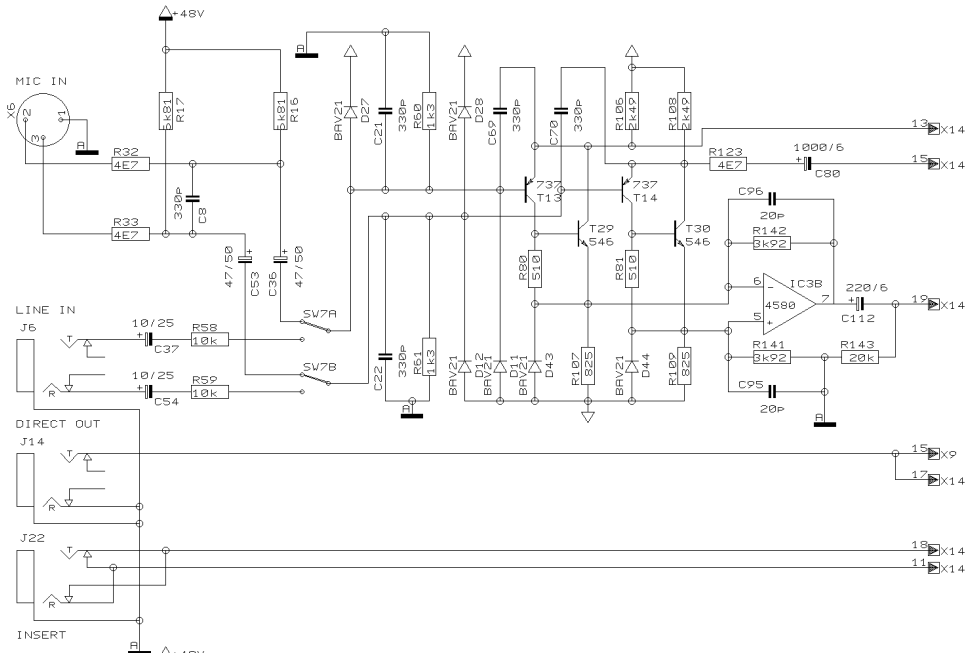 +48V
MIC IN
X6
2
1
3
A
6k81
R17
6k81
R16
A
R32
4E7
R33
4E7
330p
C8
47/50
C53
47/50
C36
BAV21
D27
C21
330p
R60
1k3
BAV21
D28
C69
330p
C70
330p
R106
2k49
R108
2k49
13
X14
1000/6
R123
4E7
C80
15
X14
737
T13
737
T14
T29
546
T30
546
R80
510
R81
510
C96
20p
R142
3k92
IC3B
4580
6
5
7
220/6
C112
19
X14
R141
3k92
R143
20k
C95
20p
A
LINE IN
J6
T
R
10/25
C37
R58
10k
10/25
C54
R59
10k
SW7A
SW7B
C22
330p
R61
1k3
A
BAV21
D12
BAV21
D11
D43
R107
825
BAV21
D44
R109
825
DIRECT OUT
J14
T
R
15
X9
17
X14
J22
T
R
18
X14
11
X14
INSERT
A
+48V